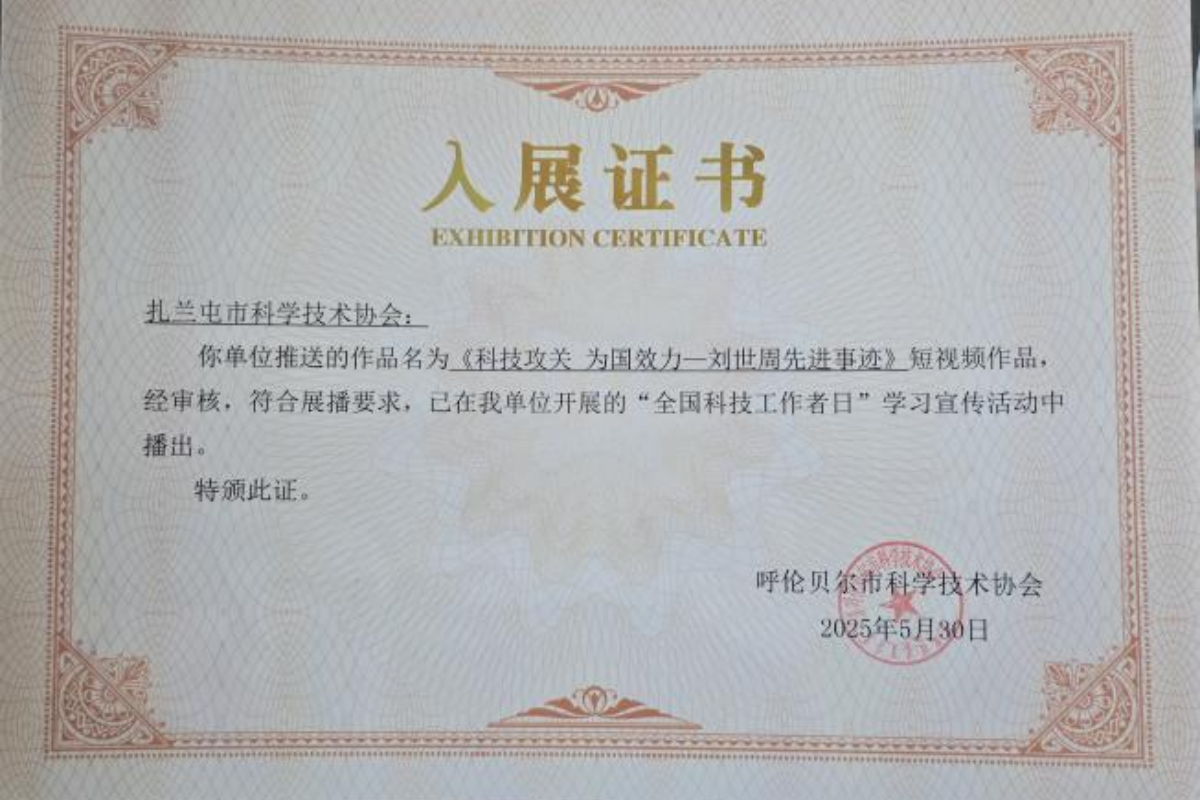 入展证书
EXHIBITION CERTIFICATE
扎兰屯市科学技术协会：
你单位推送的作品名为《科技攻关 为国效力—刘世周先进事迹》短视频作品，
经审核，符合展播要求，已在我单位开展的“全国科技工作者日”学习宣传活动中
播出。
特颁此证。
呼伦贝尔市科学技术协会
2025年5月30日